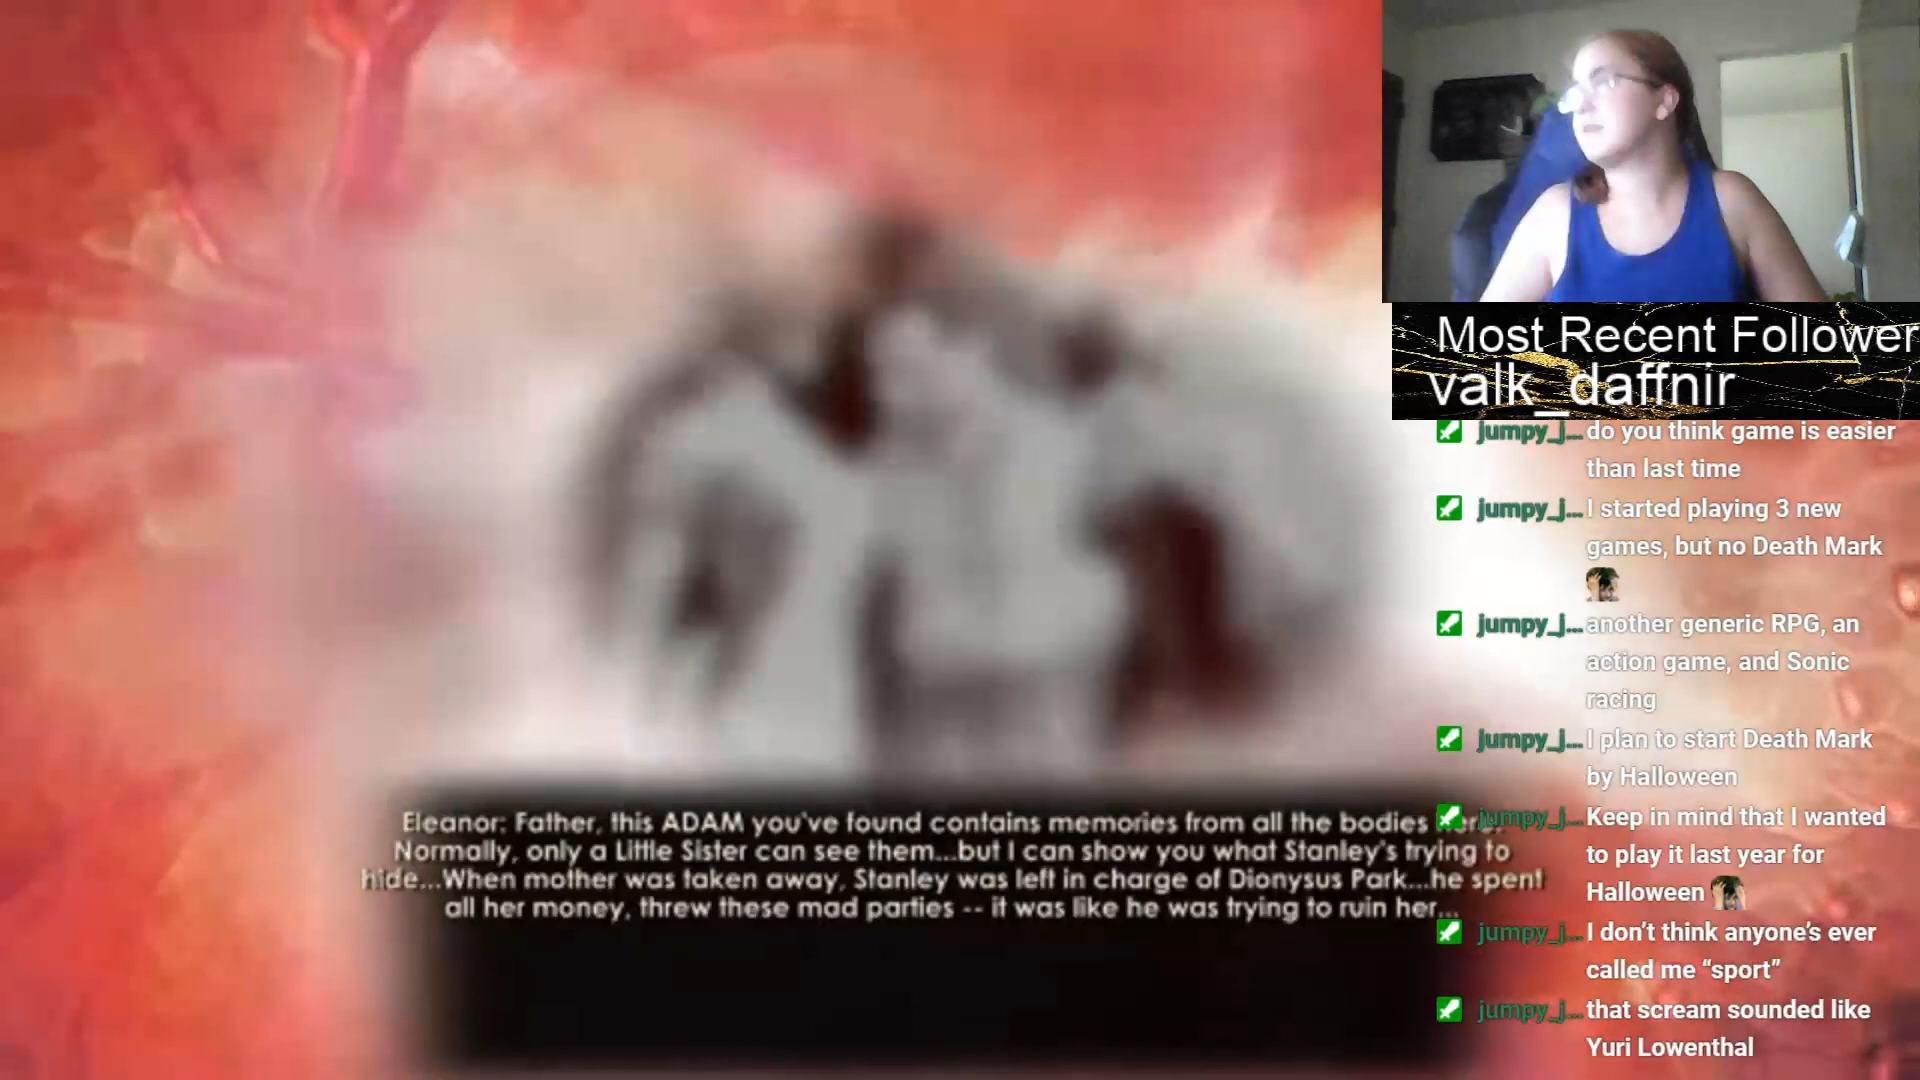 Most Recent Follower
valk_daffnir
jumpy_j... do you think game is easier
than last time
jumpy_j... I started playing 3 new
games, but no Death Mark
jumpy_j... another generic RPG, an
action game, and Sonic
racing
jumpy_j... I plan to start Death Mark
by Halloween
jumpy_j... Keep in mind that I wanted
to play it last year for
Halloween
jumpy_j... I don’t think anyone’s ever
called me “sport”
jumpy_j... that scream sounded like
Yuri Lowenthal
Eleanor: Father, this ADAM you've found contains memories from all the bodies
Normally, only a Little Sister can see them...but I can show you what Stanley's trying to
hide...When mother was taken away, Stanley was left in charge of Dionysus Park...he spent
all her money, threw these mad parties -- it was like he was trying to ruin her...